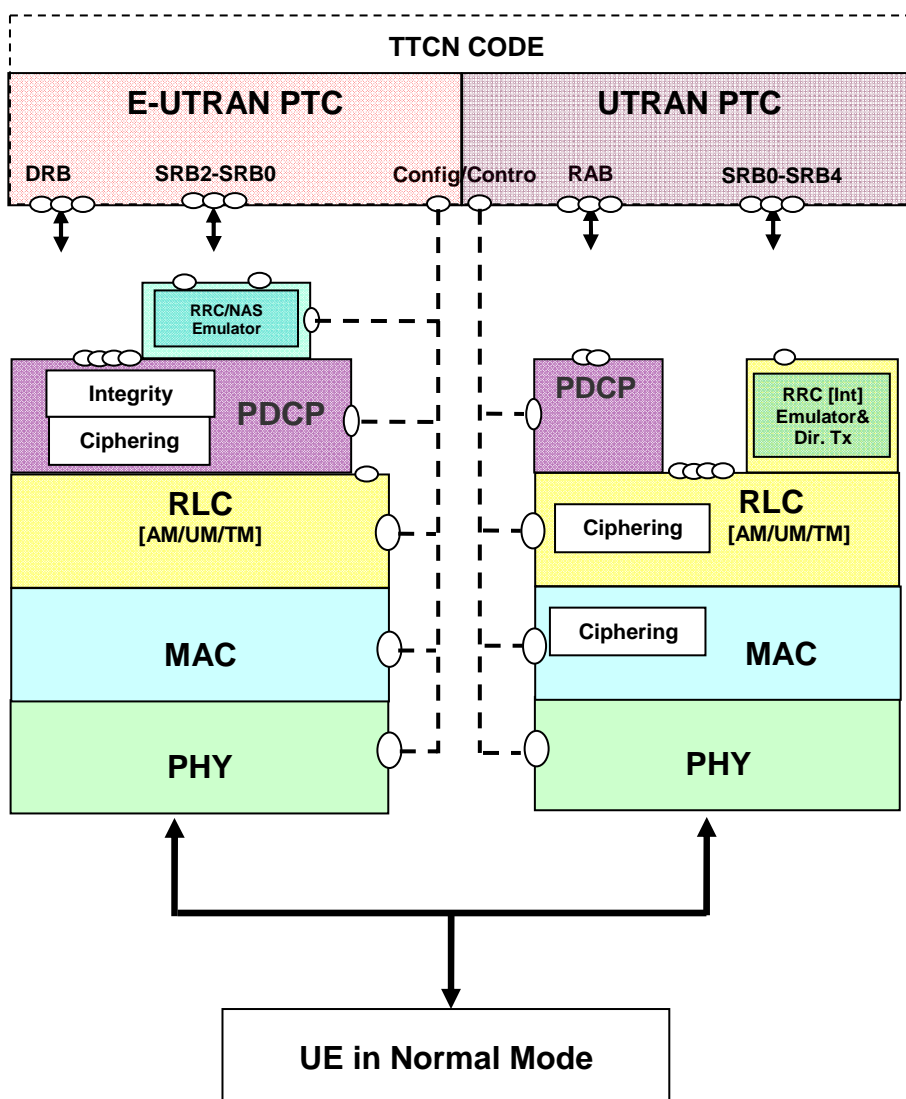 TTCN CODE
E-UTRAN PTC
UTRAN PTC
DRB
SRB2-SRB0
Config/Contro
RAB
SRB0-SRB4
RRC/NAS
Emulator
Integrity
Ciphering
PDCP
RLC
[AM/UM/TM]
MAC
PHY
PDCP
RRC [Int]
Emulator&
Dir. Tx
Ciphering
RLC
[AM/UM/TM]
Ciphering
MAC
PHY
UE in Normal Mode